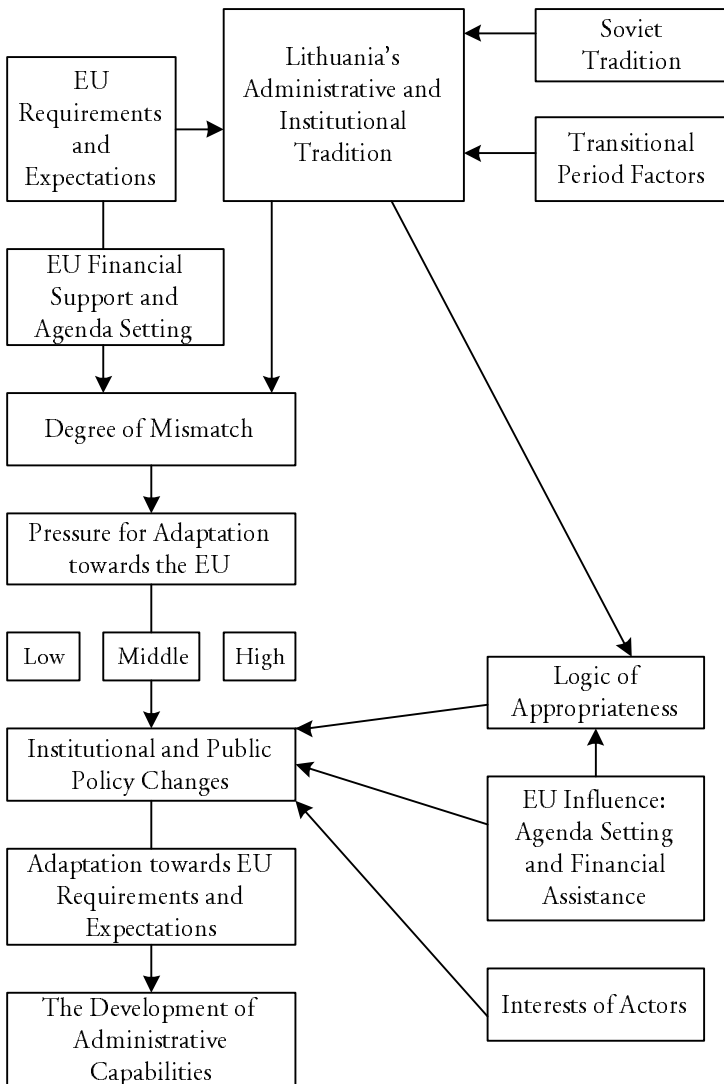 EU
Requirements
and
Expectations
Lithuania's
Administrative and
Institutional
Tradition
Soviet
Tradition
Transitional
Period Factors
EU Financial
Support and
Agenda Setting
Degree of Mismatch
Pressure for Adaptation
towards the EU
Low
Middle
High
Logic of
Appropriateness
Institutional and Public
Policy Changes
EU Influence:
Agenda Setting
and Financial
Assistance
Adaptation towards EU
Requirements and
Expectations
Interests of Actors
The Development of
Administrative
Capabilities